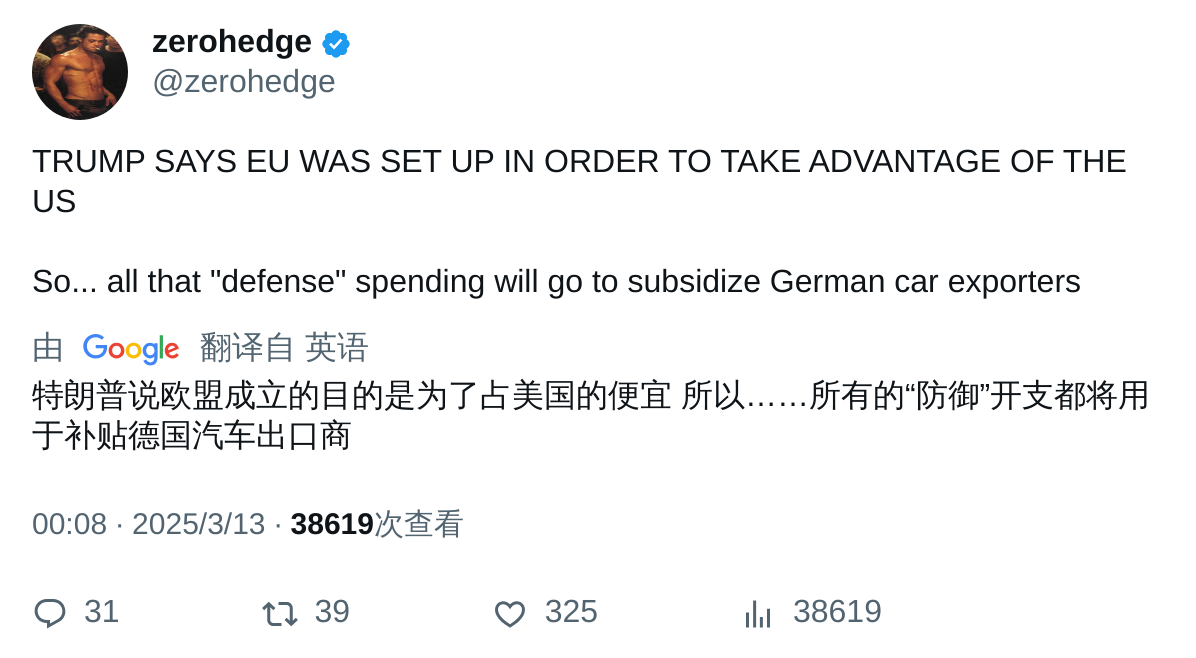 zerohedge
@zerohedge
TRUMP SAYS EU WAS SET UP IN ORDER TO TAKE ADVANTAGE OF THE
US
So... all that "defense" spending will go to subsidize German car exporters
由 Google 翻译自 英语
特朗普说欧盟成立的目的是为了占美国的便宜 所以……所有的“防御”开支都将用
于补贴德国汽车出口商
00:08 · 2025/3/13 · 38619次查看
31 39 325 38619